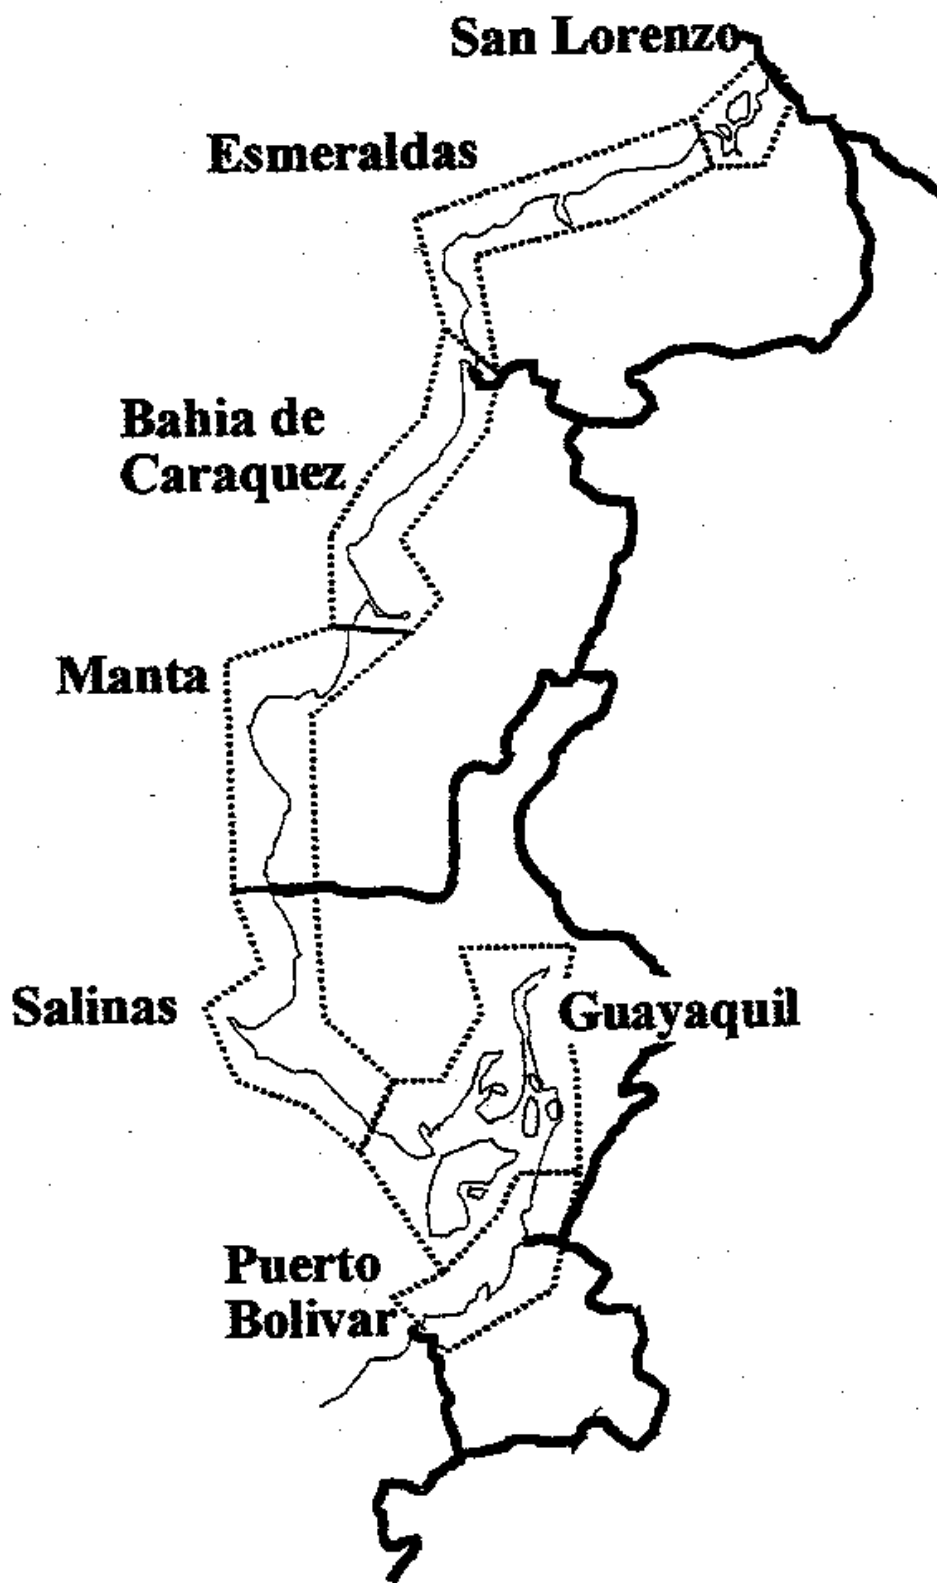 San Lorenzo
Esmeraldas
Bahia de
Caraquez
Manta
Salinas
Guayaquil
Puerto
Bolivar